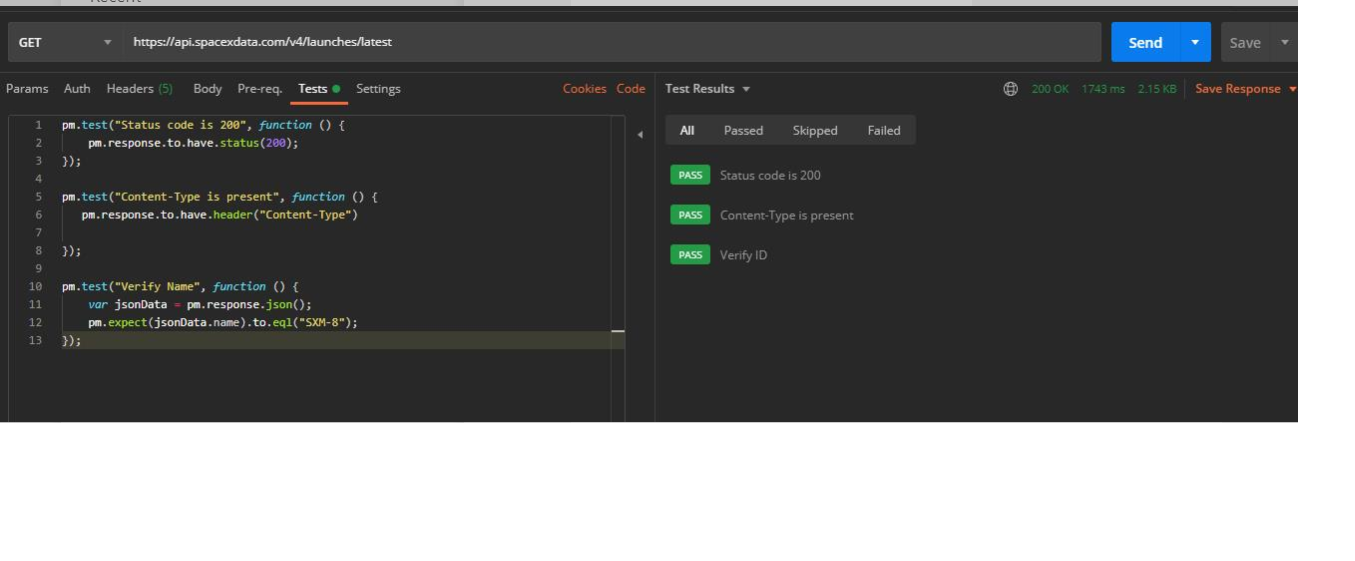 Recent
GET https://api.spacexdata.com/v4/launches/latest Send Save
Params Auth Headers (5) Body Pre-req. Tests Settings Cookies Code
Test Results 200 OK 1743 ms 2.15 KB Save Response
1 pm.test("Status code is 200", function () {
2 pm.response.to.have.status(200);
3 });
4
5 pm.test("Content-Type is present", function () {
6 pm.response.to.have.header("Content-Type")
7
8 });
9
10 pm.test("Verify Name", function () {
11 var jsonData = pm.response.json();
12 pm.expect(jsonData.name).to.eql("SXM-8");
13 });
All Passed Skipped Failed
PASS Status code is 200
PASS Content-Type is present
PASS Verify ID